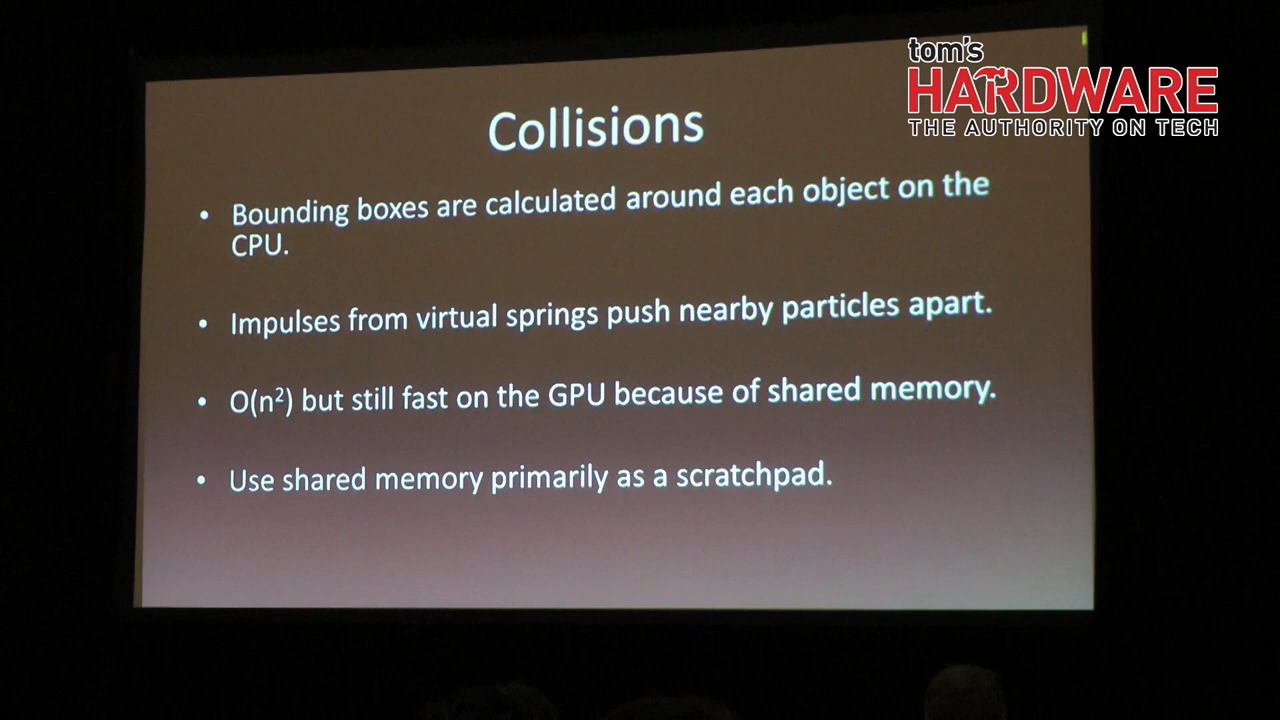 tom's
HARDWARE
THE AUTHORITY ON TECH
Collisions
• Bounding boxes are calculated around each object on the
CPU.
• Impulses from virtual springs push nearby particles apart.
• O(n²) but still fast on the GPU because of shared memory.
• Use shared memory primarily as a scratchpad.